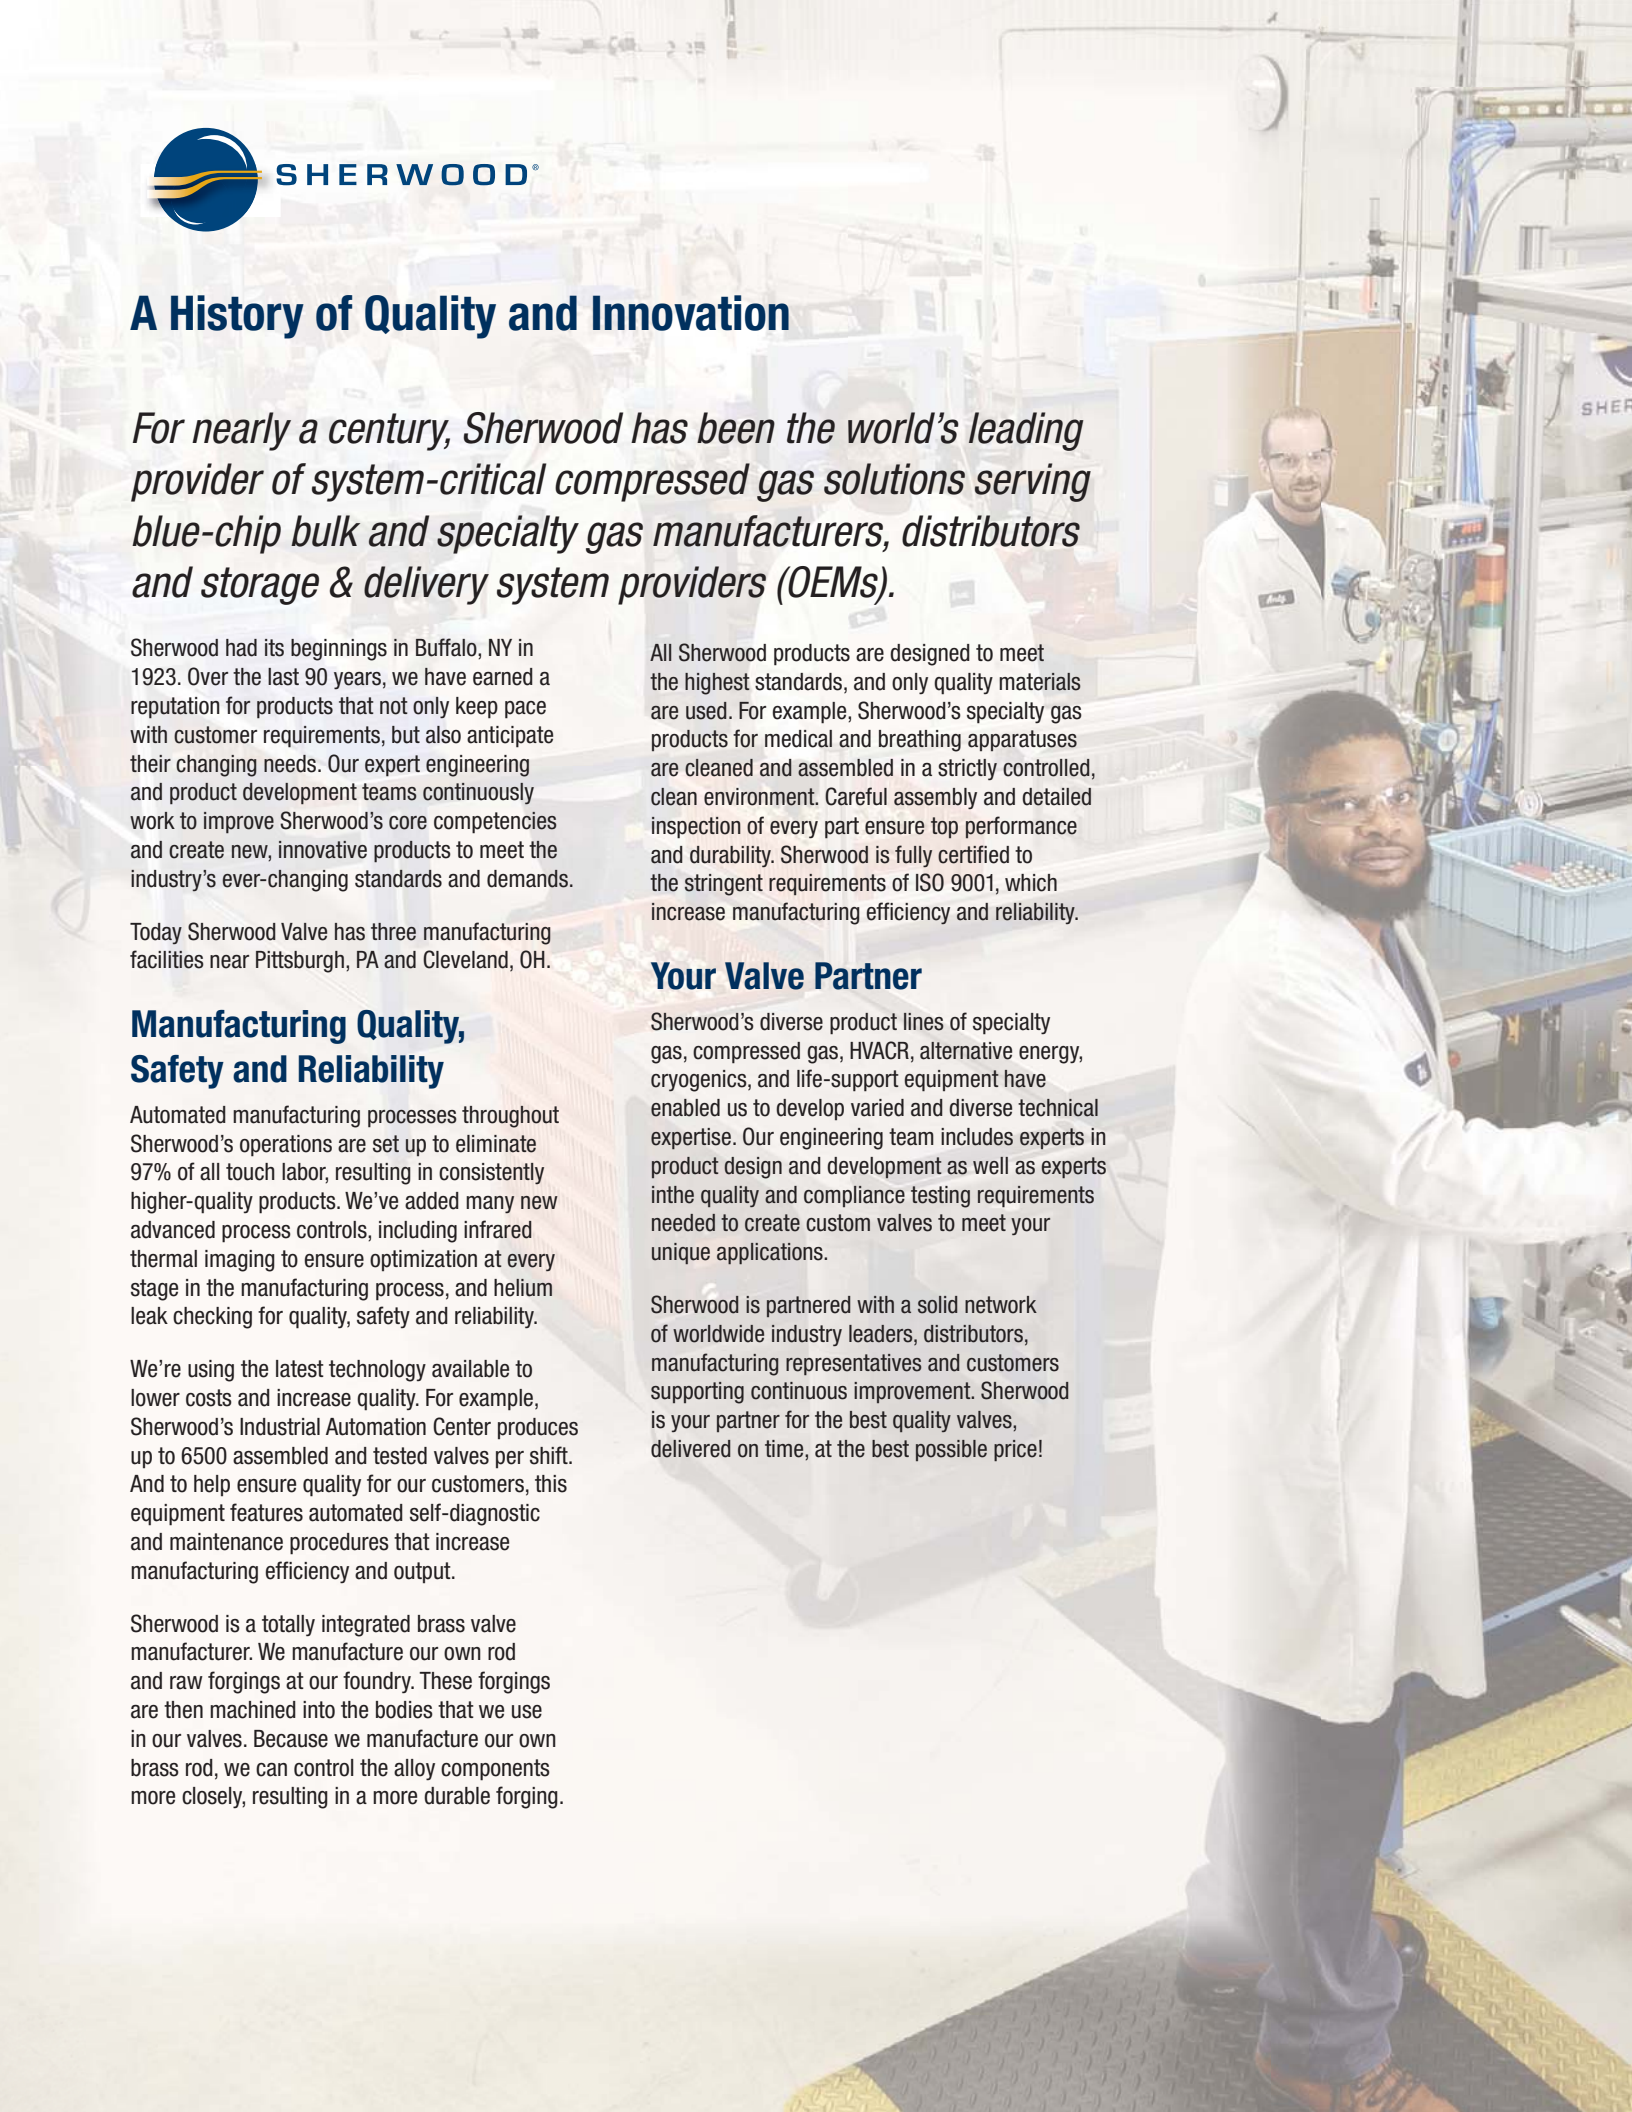 SHERWOOD®
A History of Quality and Innovation
For nearly a century, Sherwood has been the world's leading
provider of system-critical compressed gas solutions serving
blue-chip bulk and specialty gas manufacturers, distributors
and storage & delivery system providers (OEMs).
Sherwood had its beginnings in Buffalo, NY in
1923. Over the last 90 years, we have earned a
reputation for products that not only keep pace
with customer requirements, but also anticipate
their changing needs. Our expert engineering
and product development teams continuously
work to improve Sherwood's core competencies
and create new, innovative products to meet the
industry's ever-changing standards and demands.
Today Sherwood Valve has three manufacturing
facilities near Pittsburgh, PA and Cleveland, OH.
Manufacturing Quality,
Safety and Reliability
Automated manufacturing processes throughout
Sherwood's operations are set up to eliminate
97% of all touch labor, resulting in consistently
higher-quality products. We've added many new
advanced process controls, including infrared
thermal imaging to ensure optimization at every
stage in the manufacturing process, and helium
leak checking for quality, safety and reliability.
We're using the latest technology available to
lower costs and increase quality. For example,
Sherwood's Industrial Automation Center produces
up to 6500 assembled and tested valves per shift.
And to help ensure quality for our customers, this
equipment features automated self-diagnostic
and maintenance procedures that increase
manufacturing efficiency and output.
Sherwood is a totally integrated brass valve
manufacturer. We manufacture our own rod
and raw forgings at our foundry. These forgings
are then machined into the bodies that we use
in our valves. Because we manufacture our own
brass rod, we can control the alloy components
more closely, resulting in a more durable forging.
All Sherwood products are designed to meet
the highest standards, and only quality materials
are used. For example, Sherwood's specialty gas
products for medical and breathing apparatuses
are cleaned and assembled in a strictly controlled,
clean environment. Careful assembly and detailed
inspection of every part ensure top performance
and durability. Sherwood is fully certified to
the stringent requirements of ISO 9001, which
increase manufacturing efficiency and reliability.
Your Valve Partner
Sherwood's diverse product lines of specialty
gas, compressed gas, HVACR, alternative energy,
cryogenics, and life-support equipment have
enabled us to develop varied and diverse technical
expertise. Our engineering team includes experts in
product design and development as well as experts
inthe quality and compliance testing requirements
needed to create custom valves to meet your
unique applications.
Sherwood is partnered with a solid network
of worldwide industry leaders, distributors,
manufacturing representatives and customers
supporting continuous improvement. Sherwood
is your partner for the best quality valves,
delivered on time, at the best possible price!
SHER